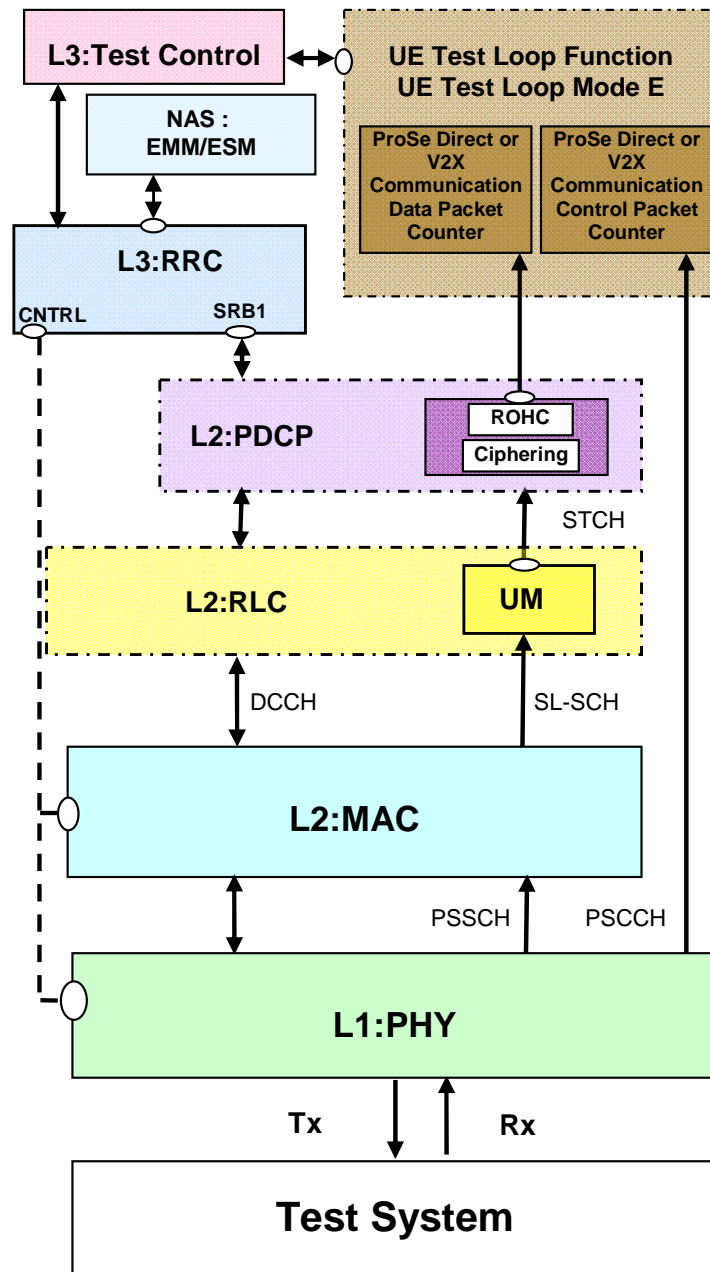 L3:Test Control
UE Test Loop Function
UE Test Loop Mode E
NAS :
EMM/ESM
ProSe Direct or
V2X
Communication
Data Packet
Counter
ProSe Direct or
V2X
Communication
Control Packet
Counter
L3:RRC
CNTRL
SRB1
L2:PDCP
ROHC
Ciphering
STCH
L2:RLC
UM
DCCH
SL-SCH
L2:MAC
PSSCH
PSCCH
L1:PHY
Tx
Rx
Test System